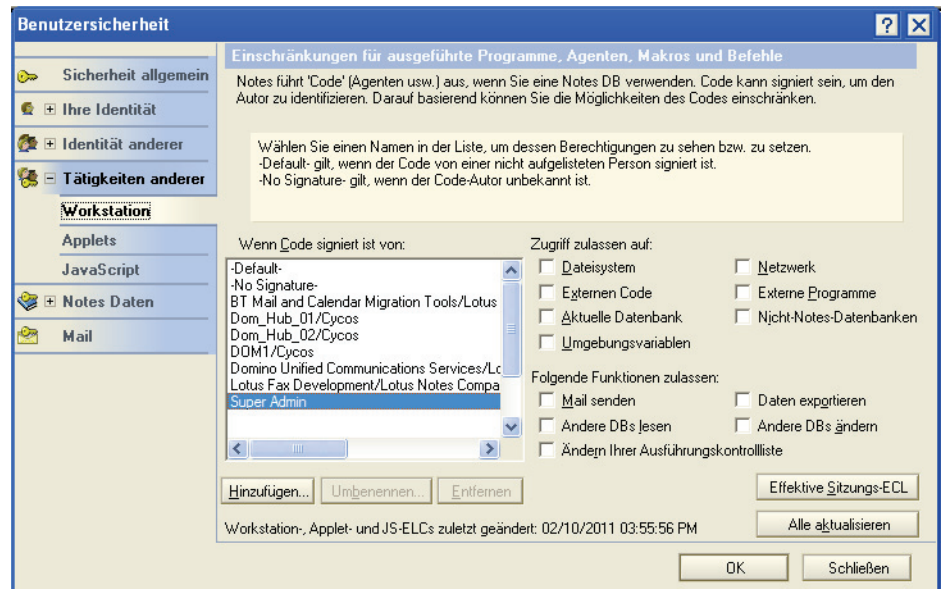 Benutzersicherheit
Einschränkungen für ausgeführte Programme, Agenten, Makros und Befehle
Sicherheit allgemein
Ihre Identität
Identität anderer
Tätigkeiten anderer
Workstation
Applets
JavaScript
Notes Daten
Mail
Notes führt 'Code' (Agenten usw.) aus, wenn Sie eine Notes DB verwenden. Code kann signiert sein, um den
Autor zu identifizieren. Darauf basierend können Sie die Möglichkeiten des Codes einschränken.
Wählen Sie einen Namen in der Liste, um dessen Berechtigungen zu sehen bzw. zu setzen.
-Default- gilt, wenn der Code von einer nicht aufgelisteten Person signiert ist.
-No Signature- gilt, wenn der Code-Autor unbekannt ist.
Wenn Code signiert ist von:
-Default-
-No Signature-
BT Mail and Calendar Migration Tools/Lotus
Dom_Hub_01/Cycos
Dom_Hub_02/Cycos
DOM1/Cycos
Domino Unified Communications Services/Lc
Lotus Fax Development/Lotus Notes Compa
Super Admin
Zugriff zulassen auf:
Dateisystem
Netzwerk
Externen Code
Externe Programme
Aktuelle Datenbank
Nicht-Notes-Datenbanken
Umgebungsvariablen
Folgende Funktionen zulassen:
Mail senden
Daten exportieren
Andere DBs lesen
Andere DBs ändern
Ändern Ihrer Ausführungskontrollliste
Hinzufügen...
Umbenennen...
Entfernen
Effektive Sitzungs-ECL
Workstation-, Applet- und JS-ELCs zuletzt geändert: 02/10/2011 03:55:56 PM
Alle aktualisieren
OK
Schließen